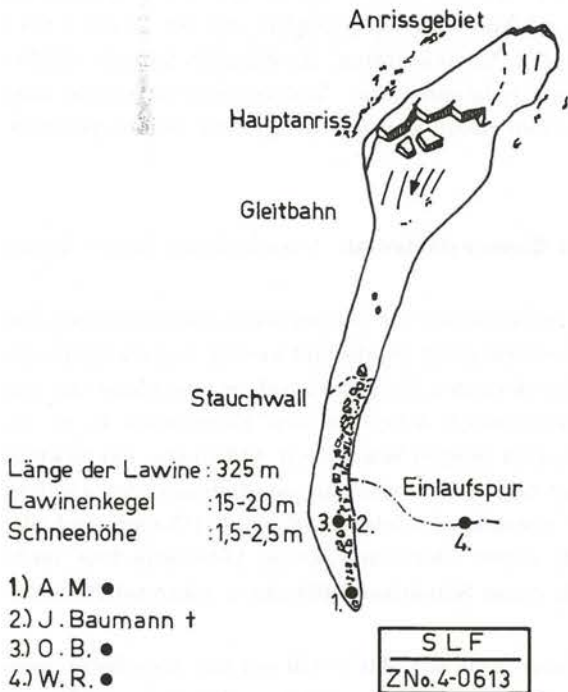 Anrissgebiet
Hauptanriss
Gleitbahn
Stauchwall
Länge der Lawine : 325 m
Lawinenkegel : 15-20 m
Schneehöhe : 1,5-2,5 m
Einlaufspur
3. † 2.
4.
1.
1.) A.M. ●
2.) J. Baumann †
3.) O.B. ●
4.) W.R. ●
SLF
ZNo. 4-0613